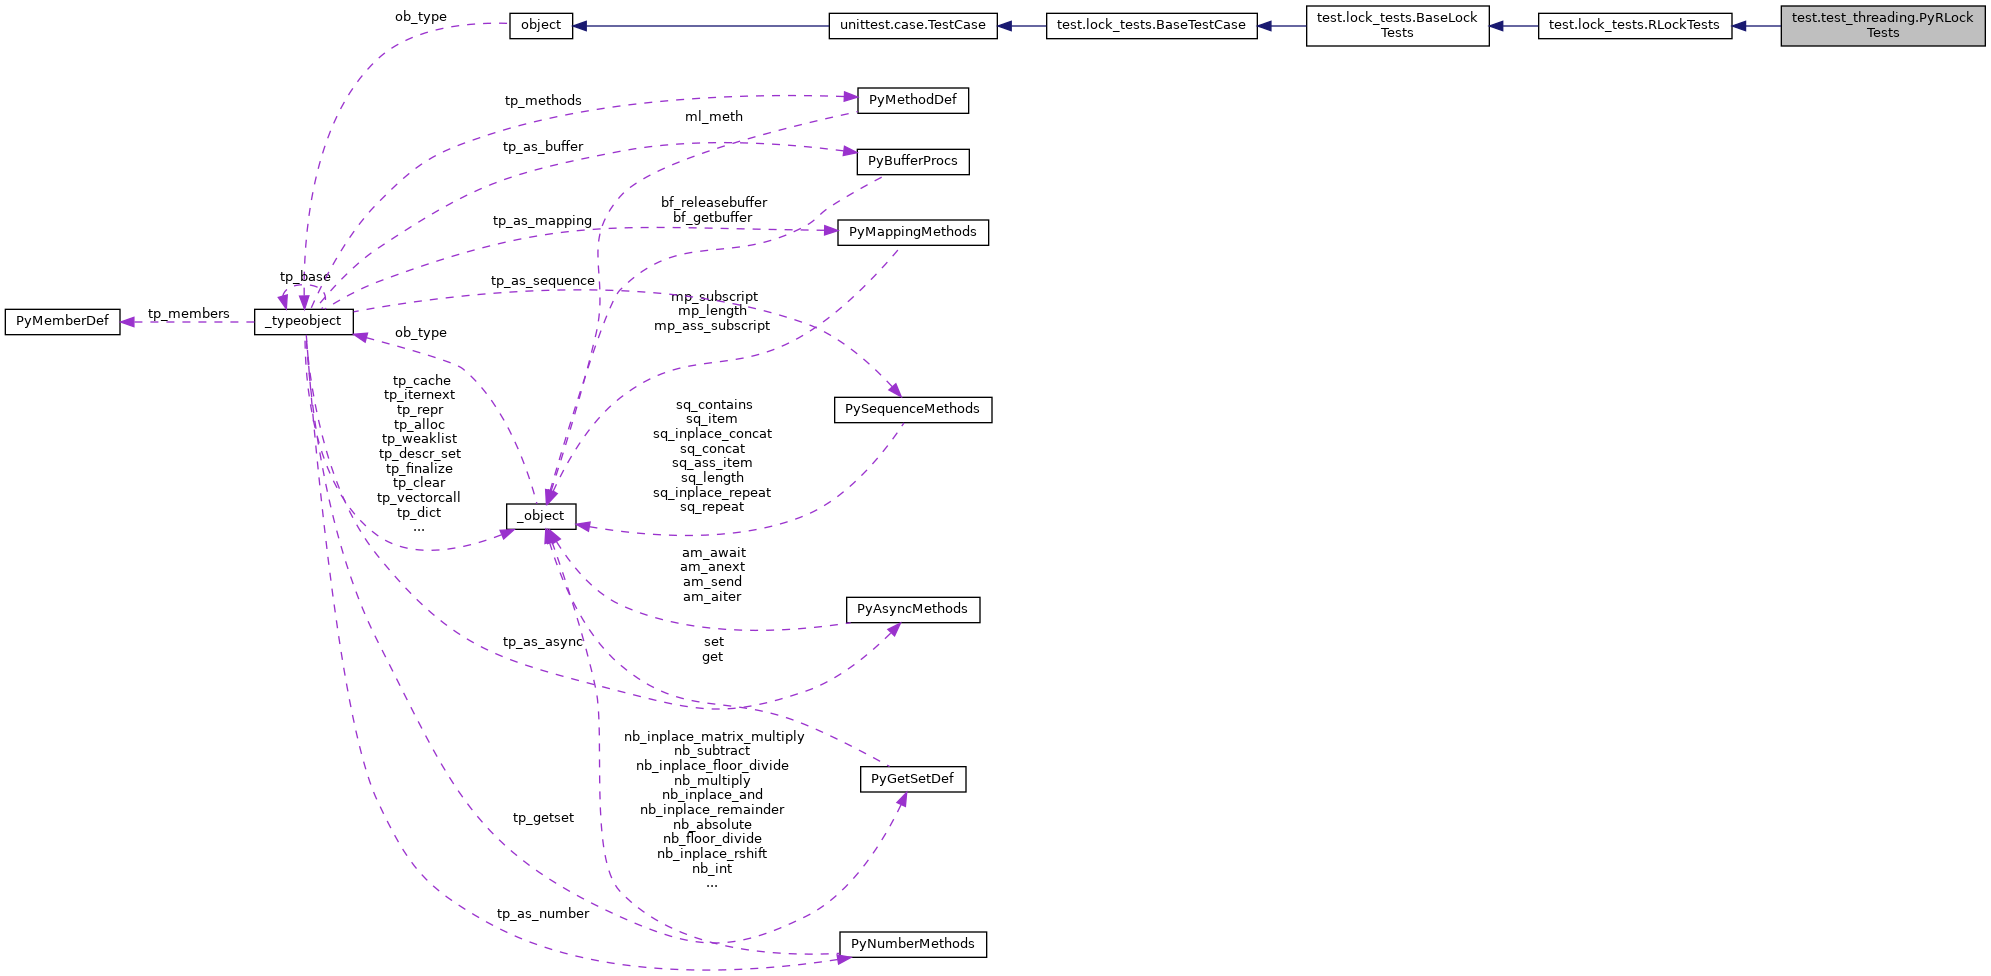 ob_type
object
unittest.case.TestCase
test.lock_tests.BaseTestCase
test.lock_tests.BaseLock
Tests
test.lock_tests.RLockTests
test.test_threading.PyRLock
Tests
tp_methods
PyMethodDef
ml_meth
tp_as_buffer
PyBufferProcs
bf_releasebuffer
bf_getbuffer
tp_as_mapping
PyMappingMethods
tp_base
tp_as_sequence
mp_subscript
mp_length
mp_ass_subscript
PyMemberDef
tp_members
_typeobject
ob_type
tp_cache
tp_iternext
tp_repr
tp_alloc
tp_weaklist
tp_descr_set
tp_finalize
tp_clear
tp_vectorcall
tp_dict
...
sq_contains
sq_item
sq_inplace_concat
sq_concat
sq_ass_item
sq_length
sq_inplace_repeat
sq_repeat
PySequenceMethods
_object
am_await
am_anext
am_send
am_aiter
PyAsyncMethods
tp_as_async
set
get
nb_inplace_matrix_multiply
nb_subtract
nb_inplace_floor_divide
nb_multiply
nb_inplace_and
nb_inplace_remainder
nb_absolute
nb_floor_divide
nb_inplace_rshift
nb_int
...
PyGetSetDef
tp_getset
tp_as_number
PyNumberMethods